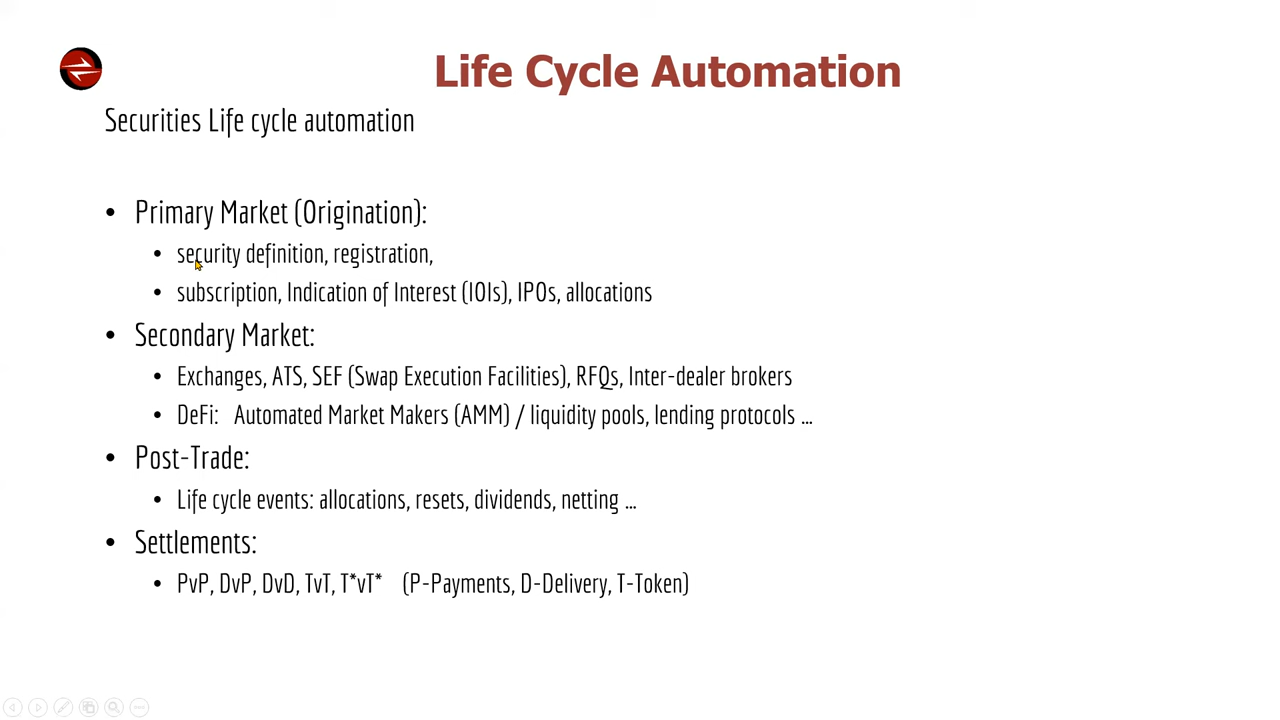 Life Cycle Automation
Securities Life cycle automation
• Primary Market (Origination):
• security definition, registration,
• subscription, Indication of Interest (IOIs), IPOs, allocations
• Secondary Market:
• Exchanges, ATS, SEF (Swap Execution Facilities), RFQs, Inter-dealer brokers
• DeFi: Automated Market Makers (AMM) / liquidity pools, lending protocols ...
• Post-Trade:
• Life cycle events: allocations, resets, dividends, netting ...
• Settlements:
• PvP, DvP, DvD, TvT, T*vT* (P-Payments, D-Delivery, T-Token)